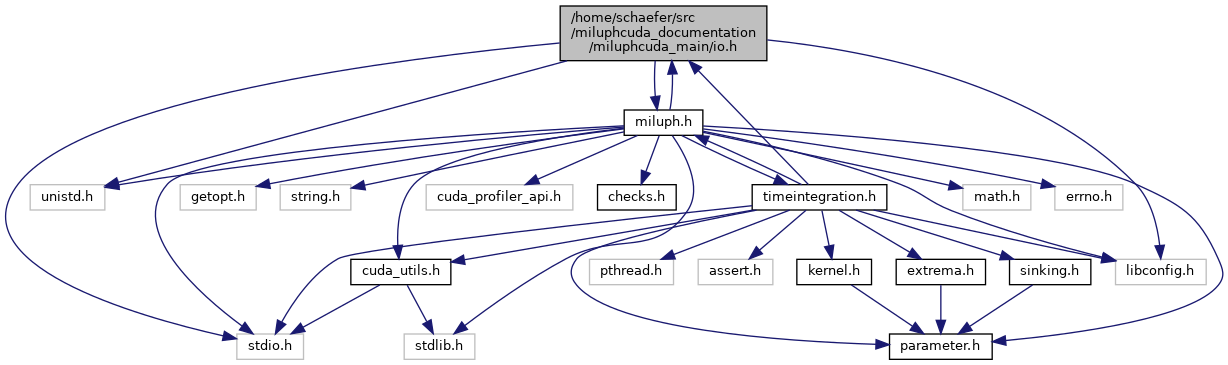 /home/schaefer/src
/miluphcuda_documentation
/miluphcuda_main/io.h
miluph.h
unistd.h
getopt.h
string.h
cuda_profiler_api.h
checks.h
timeintegration.h
math.h
errno.h
cuda_utils.h
pthread.h
assert.h
kernel.h
extrema.h
sinking.h
libconfig.h
stdio.h
stdlib.h
parameter.h